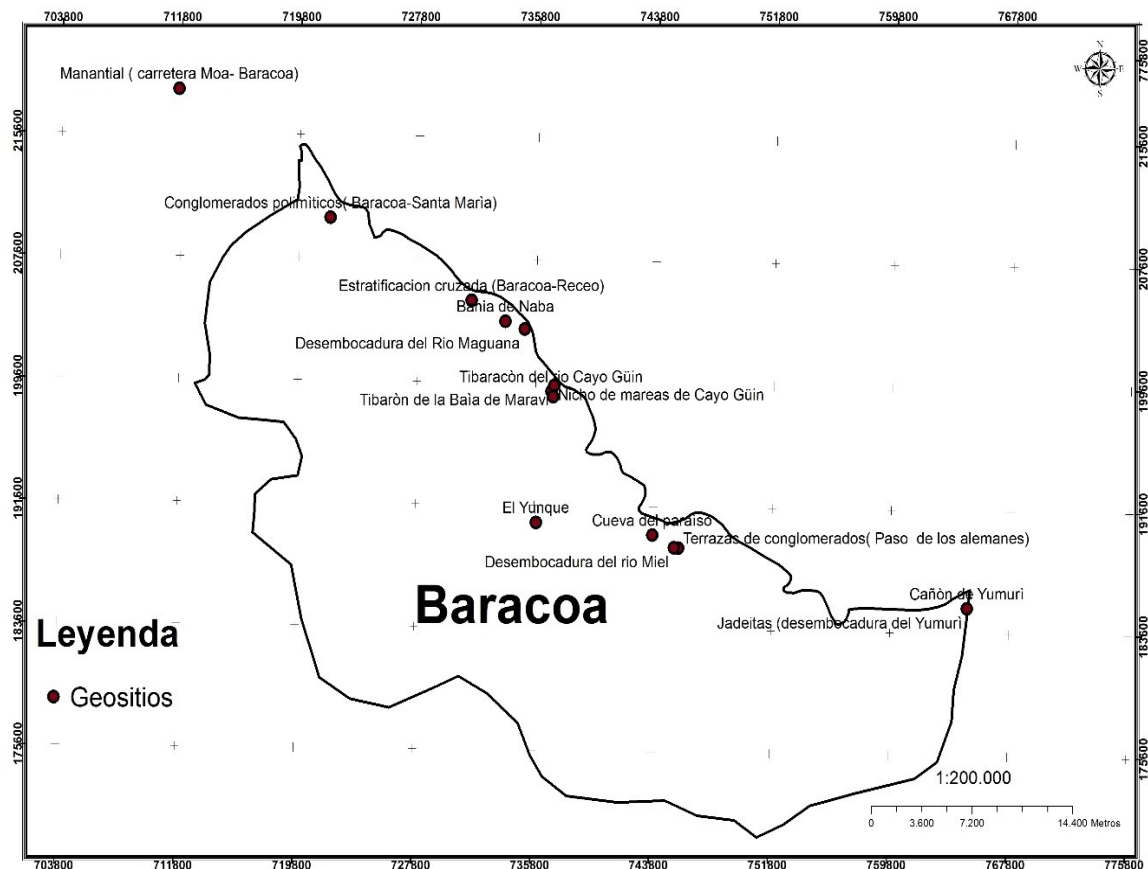 703800 711800 719800 727800 735800 743800 751800 759800 767800
775800
N
W E
S
Manantial ( carretera Moa- Baracoa)
215600 215600
Conglomerados polimìticos( Baracoa-Santa Marìa)
207600 207600
Estratificacion cruzada (Baracoa-Receo)
Bahia de Naba
Desembocadura del Rio Maguana
199600 199600
Tibaracòn del rio Cayo Güin
Nicho de mareas de Cayo Güin
Tibaròn de la Baìa de Maravi
191600 191600
El Yunque
Cueva del paraiso
Terrazas de conglomerados( Paso de los alemanes)
Desembocadura del rio Miel
Baracoa
Cañòn de Yumuri
Jadeitas (desembocadura del Yumurì
183600 183600
Leyenda
Geositios
175600 175600
1:200.000
0 3.600 7.200 14.400 Metros
703800 711800 719800 727800 735800 743800 751800 759800 767800 775800